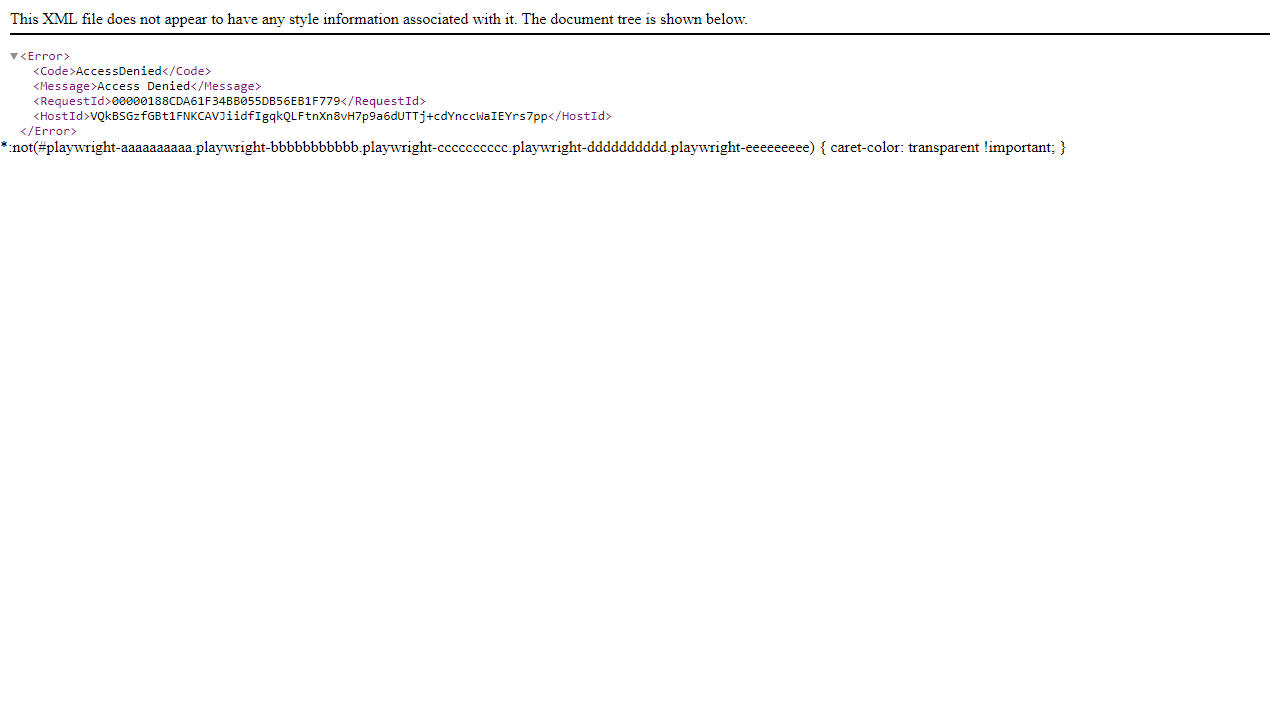 This XML file does not appear to have any style information associated with it. The document tree is shown below.
▼<Error>
<Code>AccessDenied</Code>
<Message>Access Denied</Message>
<RequestId>00000188CDA61F34BB055DB56EB1F779</RequestId>
<HostId>VQkBSGzfGBt1FNKCAVJiidfIgqkQLFtnXn8vH7p9a6dUTTj+cdYnccWaIEYrs7pp</HostId>
</Error>
*:not(#playwright-aaaaaaaaaa.playwright-bbbbbbbbbbb.playwright-cccccccccc.playwright-dddddddddd.playwright-eeeeeeeee) { caret-color: transparent !important; }